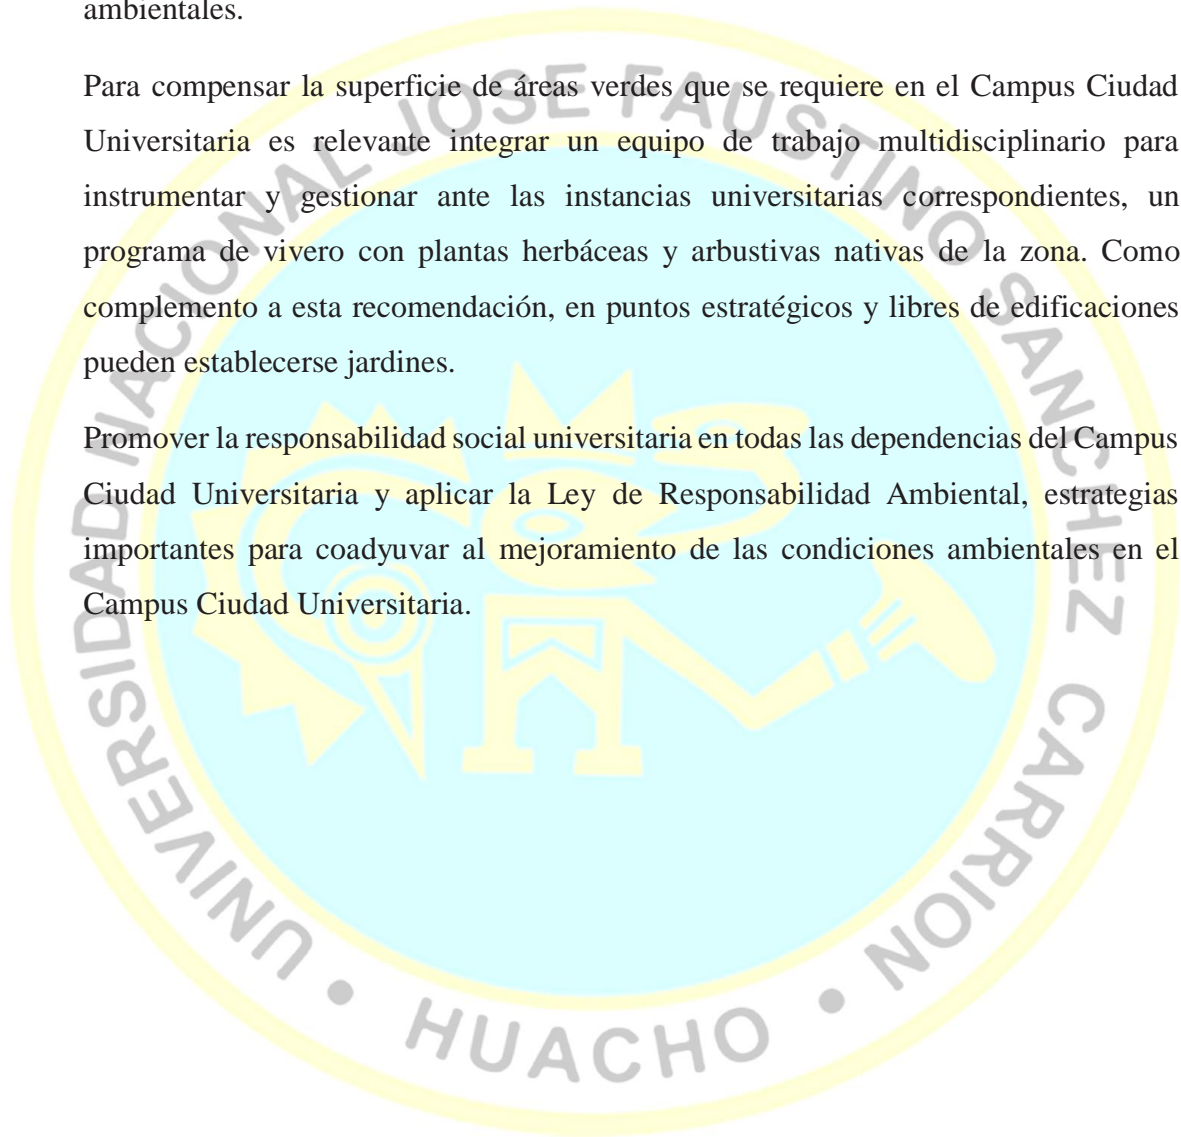 ambientales.
Para compensar la superficie de áreas verdes que se requiere en el Campus Ciudad
Universitaria es relevante integrar un equipo de trabajo multidisciplinario para
instrumentar y gestionar ante las instancias universitarias correspondientes, un
programa de vivero con plantas herbáceas y arbustivas nativas de la zona. Como
complemento a esta recomendación, en puntos estratégicos y libres de edificaciones
pueden establecerse jardines.
Promover la responsabilidad social universitaria en todas las dependencias del Campus
Ciudad Universitaria y aplicar la Ley de Responsabilidad Ambiental, estrategias
importantes para coadyuvar al mejoramiento de las condiciones ambientales en el
Campus Ciudad Universitaria.
UNIVERSIDAD NACIONAL JOSE FAUSTINO SANCHEZ CARRION
• HUACHO •